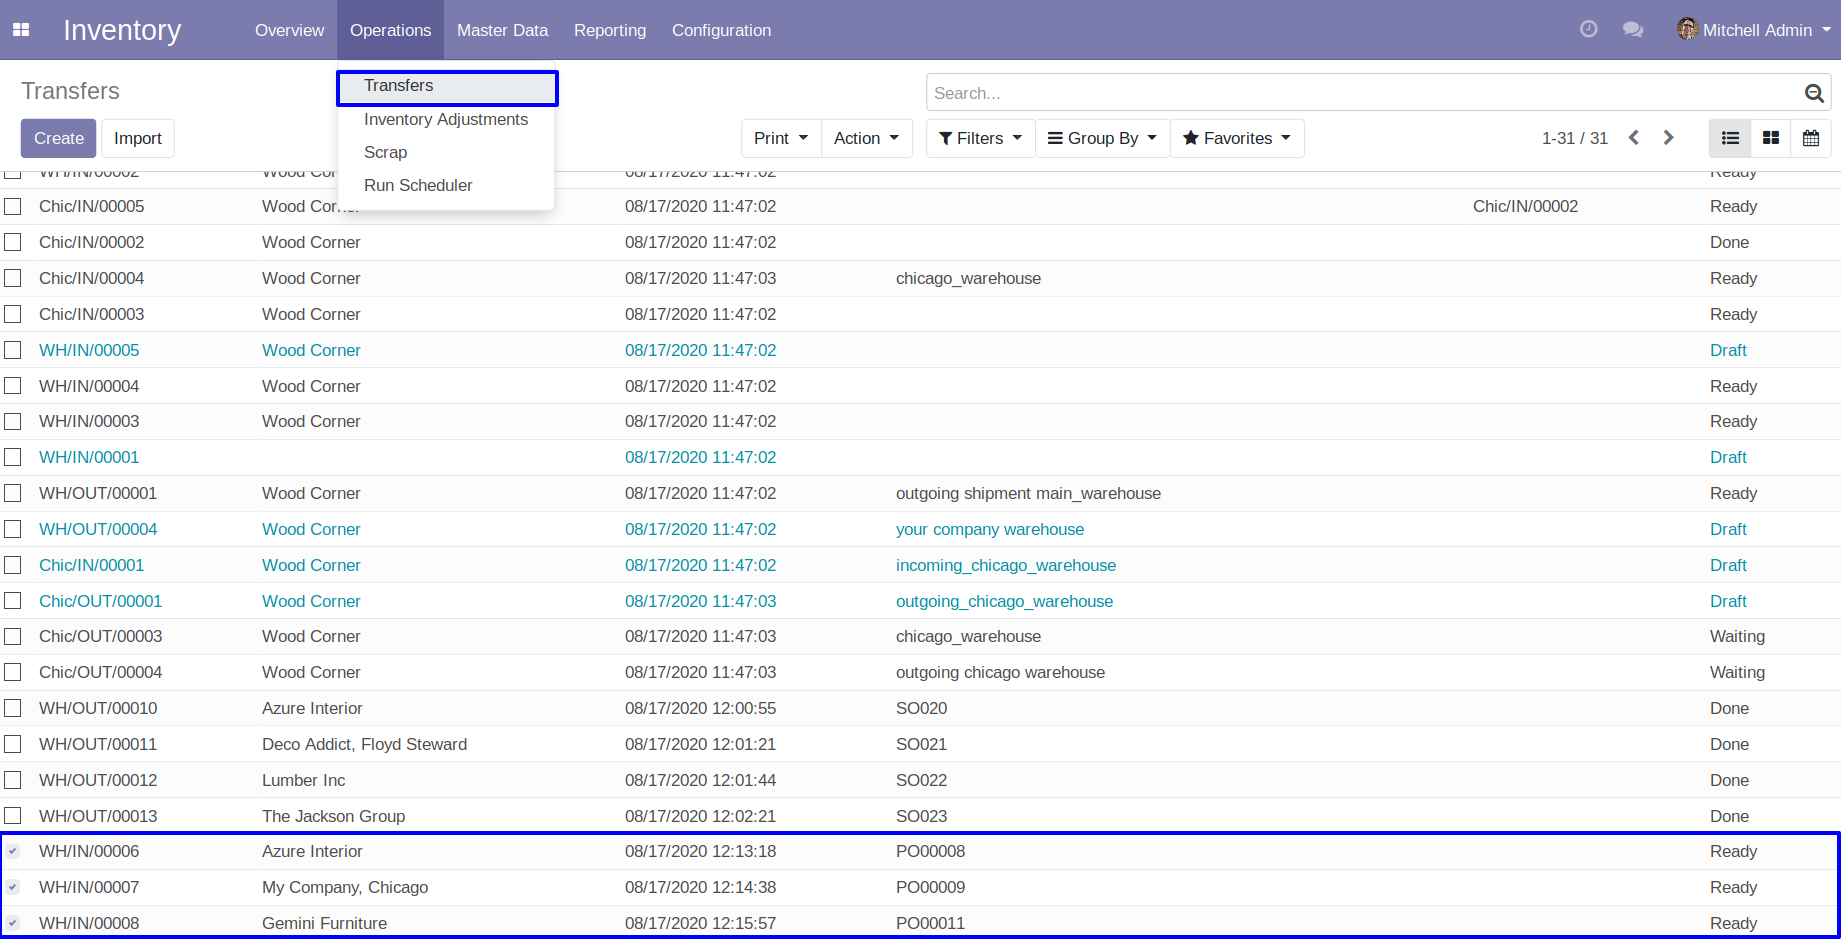 Inventory Overview Operations Master Data Reporting Configuration Mitchell Admin
Transfers
Transfers
Inventory Adjustments
Scrap
Run Scheduler
Search...
Create Import Print Action Filters Group By Favorites 1-31 / 31
WH/IN/00002 Wood Cor 08/17/2020 11:47:02 Ready
Chic/IN/00005 Wood Corner 08/17/2020 11:47:02 Chic/IN/00002 Ready
Chic/IN/00002 Wood Corner 08/17/2020 11:47:02 Done
Chic/IN/00004 Wood Corner 08/17/2020 11:47:03 chicago_warehouse Ready
Chic/IN/00003 Wood Corner 08/17/2020 11:47:02 Ready
WH/IN/00005 Wood Corner 08/17/2020 11:47:02 Draft
WH/IN/00004 Wood Corner 08/17/2020 11:47:02 Ready
WH/IN/00003 Wood Corner 08/17/2020 11:47:02 Ready
WH/IN/00001 08/17/2020 11:47:02 Draft
WH/OUT/00001 Wood Corner 08/17/2020 11:47:02 outgoing shipment main_warehouse Ready
WH/OUT/00004 Wood Corner 08/17/2020 11:47:02 your company warehouse Draft
Chic/IN/00001 Wood Corner 08/17/2020 11:47:02 incoming_chicago_warehouse Draft
Chic/OUT/00001 Wood Corner 08/17/2020 11:47:03 outgoing_chicago_warehouse Draft
Chic/OUT/00003 Wood Corner 08/17/2020 11:47:03 chicago_warehouse Waiting
Chic/OUT/00004 Wood Corner 08/17/2020 11:47:03 outgoing chicago warehouse Waiting
WH/OUT/00010 Azure Interior 08/17/2020 12:00:55 SO020 Done
WH/OUT/00011 Deco Addict, Floyd Steward 08/17/2020 12:01:21 SO021 Done
WH/OUT/00012 Lumber Inc 08/17/2020 12:01:44 SO022 Done
WH/OUT/00013 The Jackson Group 08/17/2020 12:02:21 SO023 Done
WH/IN/00006 Azure Interior 08/17/2020 12:13:18 PO00008 Ready
WH/IN/00007 My Company, Chicago 08/17/2020 12:14:38 PO00009 Ready
WH/IN/00008 Gemini Furniture 08/17/2020 12:15:57 PO00011 Ready